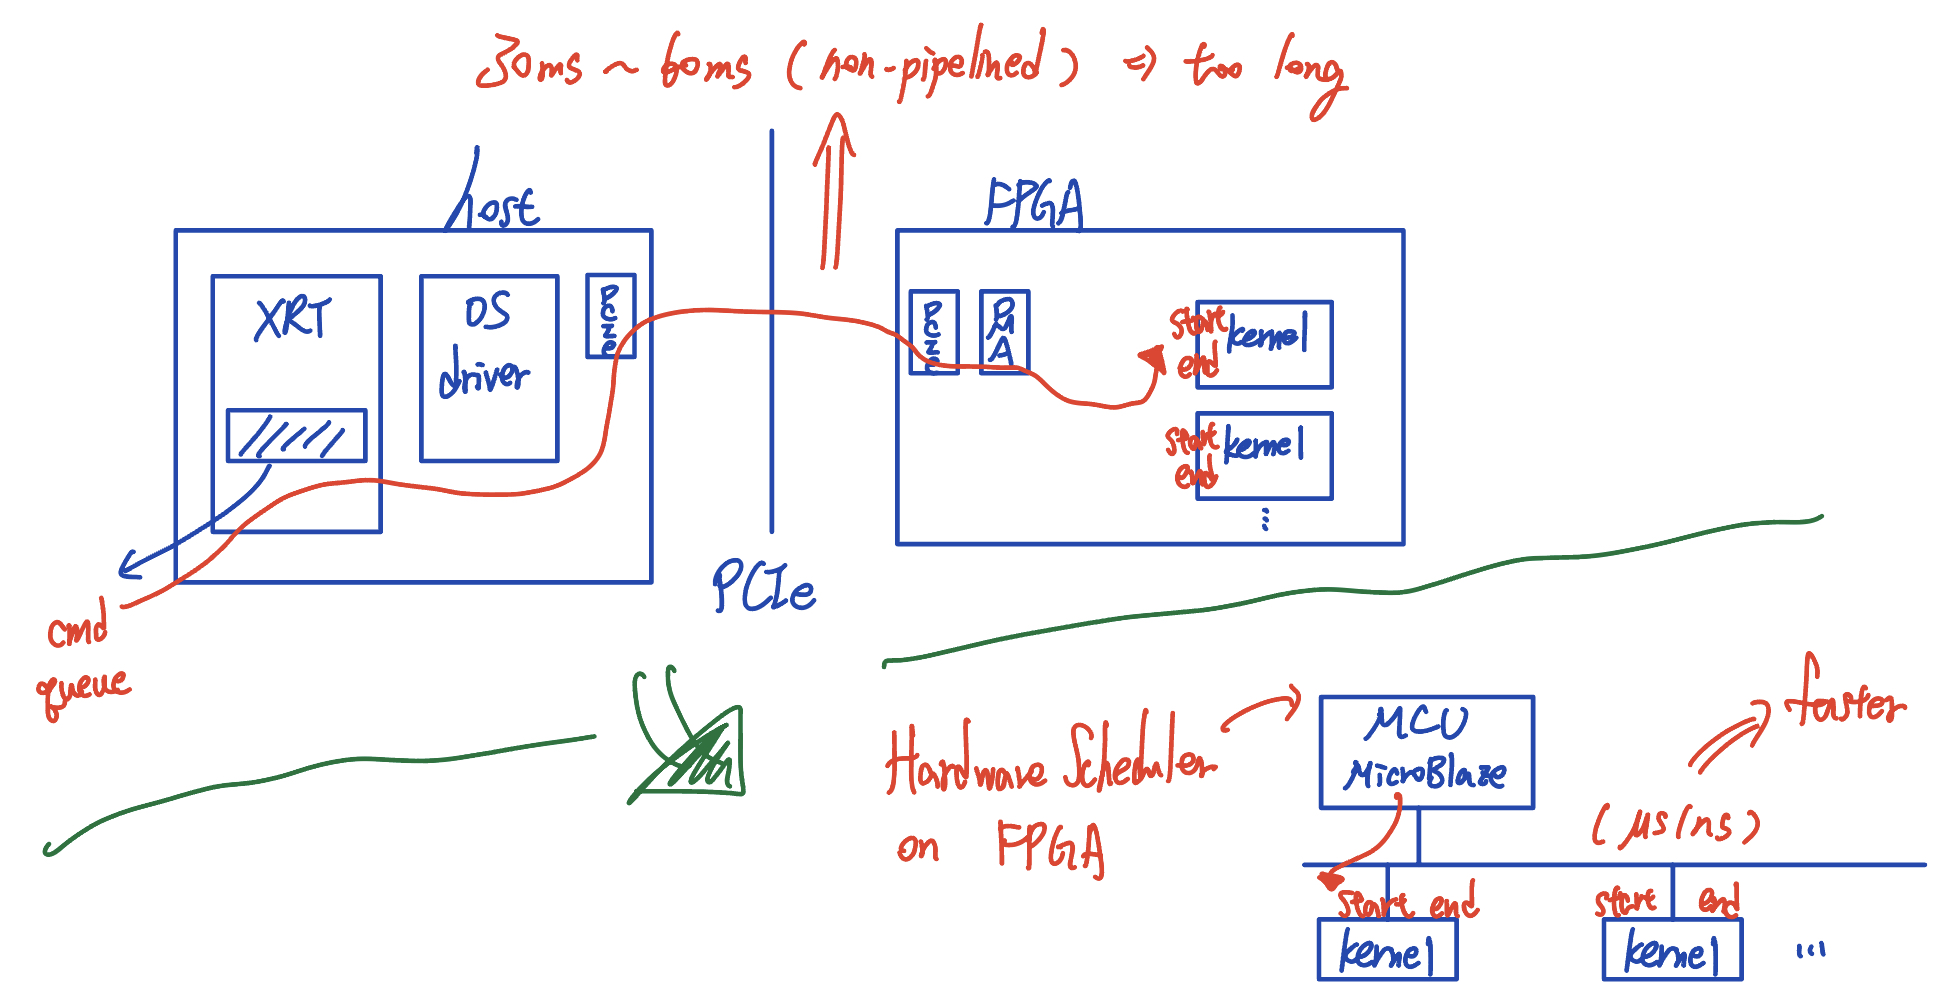 30ms ~ 60ms (non-pipelined) ⇒ too long
host
FPGA
XRT
OS
driver
PCIe
PCIe
DMA
start
end
kernel
start
end
kernel
⋮
PCIe
cmd
queue
Hardware Scheduler
on FPGA
MCU
MicroBlaze
(μs/ns)
faster
start end
start end
kernel
kernel
...